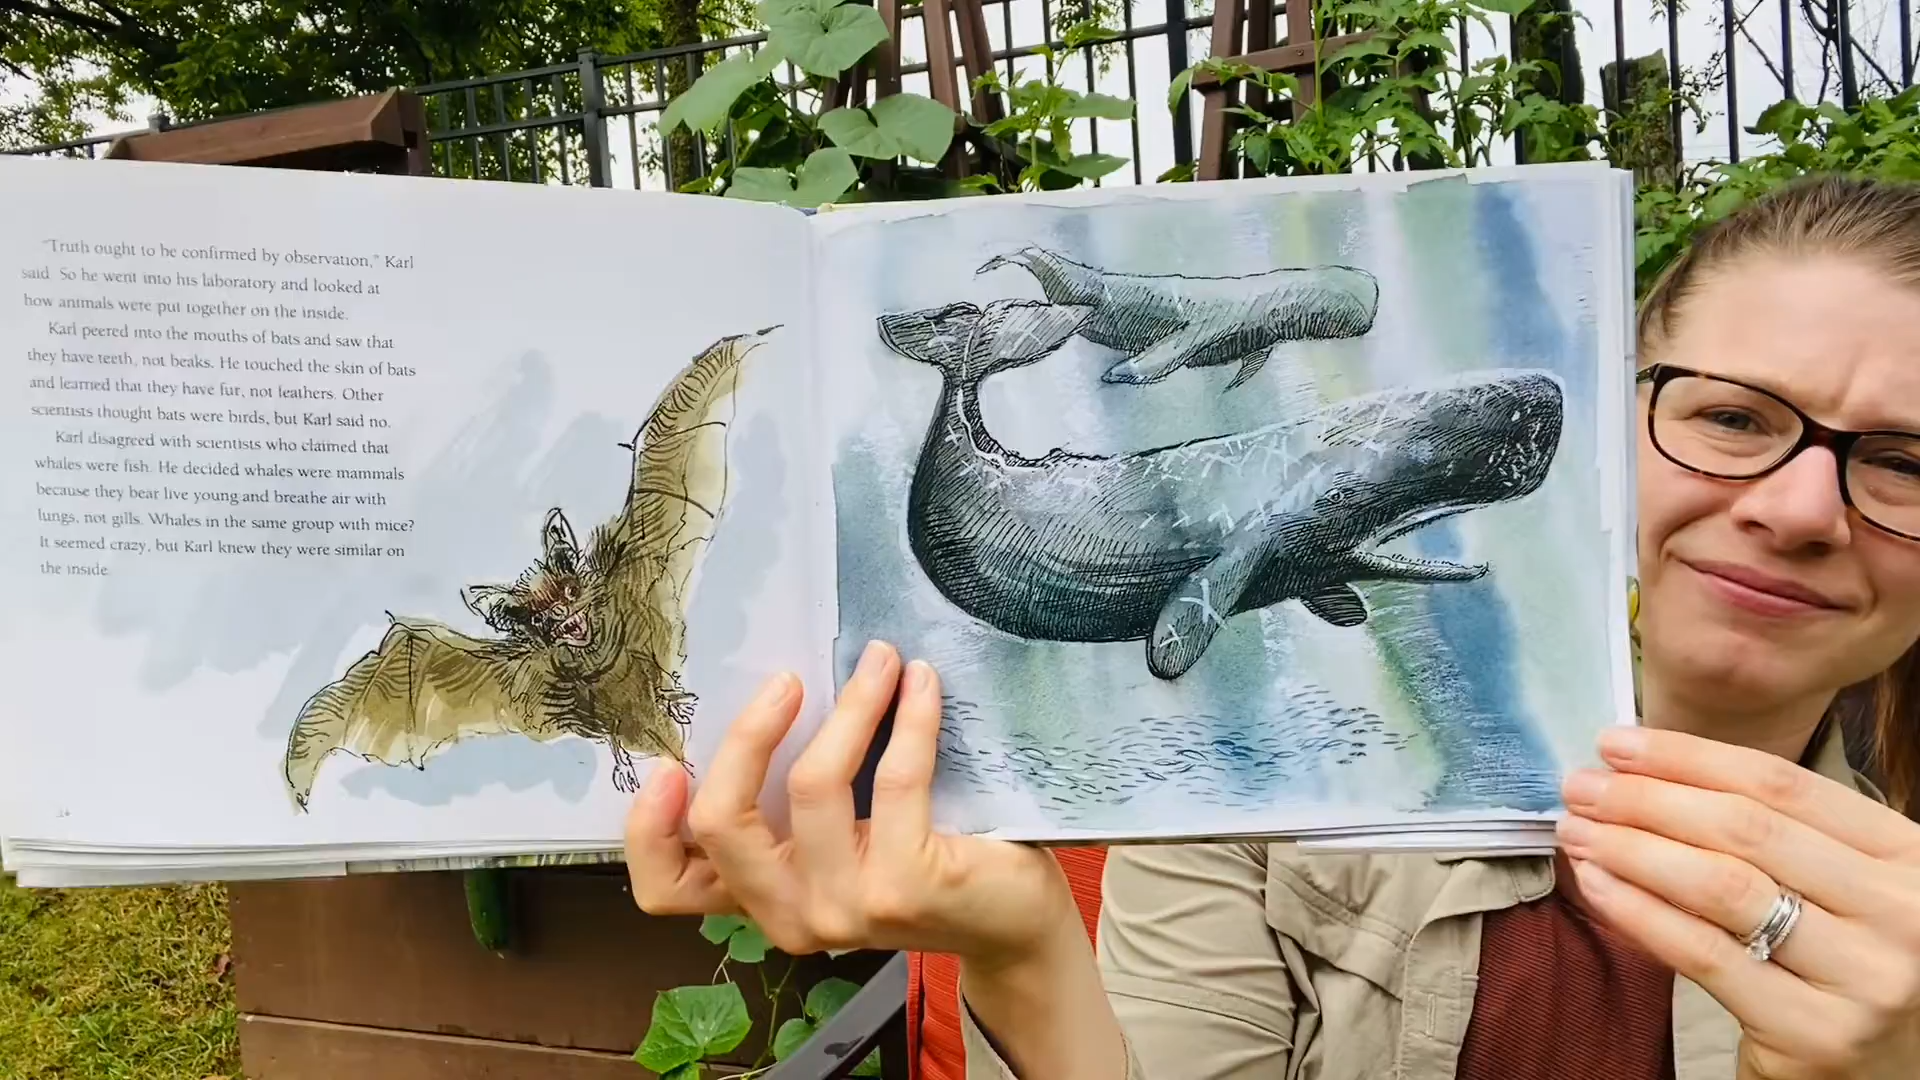 "Truth ought to be confirmed by observation," Karl
said. So he went into his laboratory and looked at
how animals were put together on the inside.
Karl peered into the mouths of bats and saw that
they have teeth, not beaks. He touched the skin of bats
and learned that they have fur, not feathers. Other
scientists thought bats were birds, but Karl said no.
Karl disagreed with scientists who claimed that
whales were fish. He decided whales were mammals
because they bear live young and breathe air with
lungs, not gills. Whales in the same group with mice?
It seemed crazy, but Karl knew they were similar on
the inside.